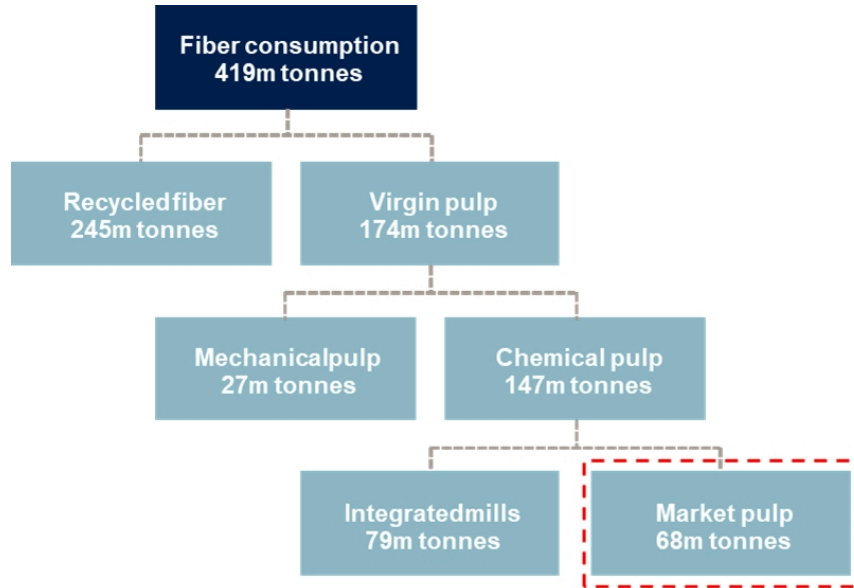 Fiber consumption
419m tonnes
Recycledfiber
245m tonnes
Virgin pulp
174m tonnes
Mechanicalpulp
27m tonnes
Chemical pulp
147m tonnes
Integratedmills
79m tonnes
Market pulp
68m tonnes